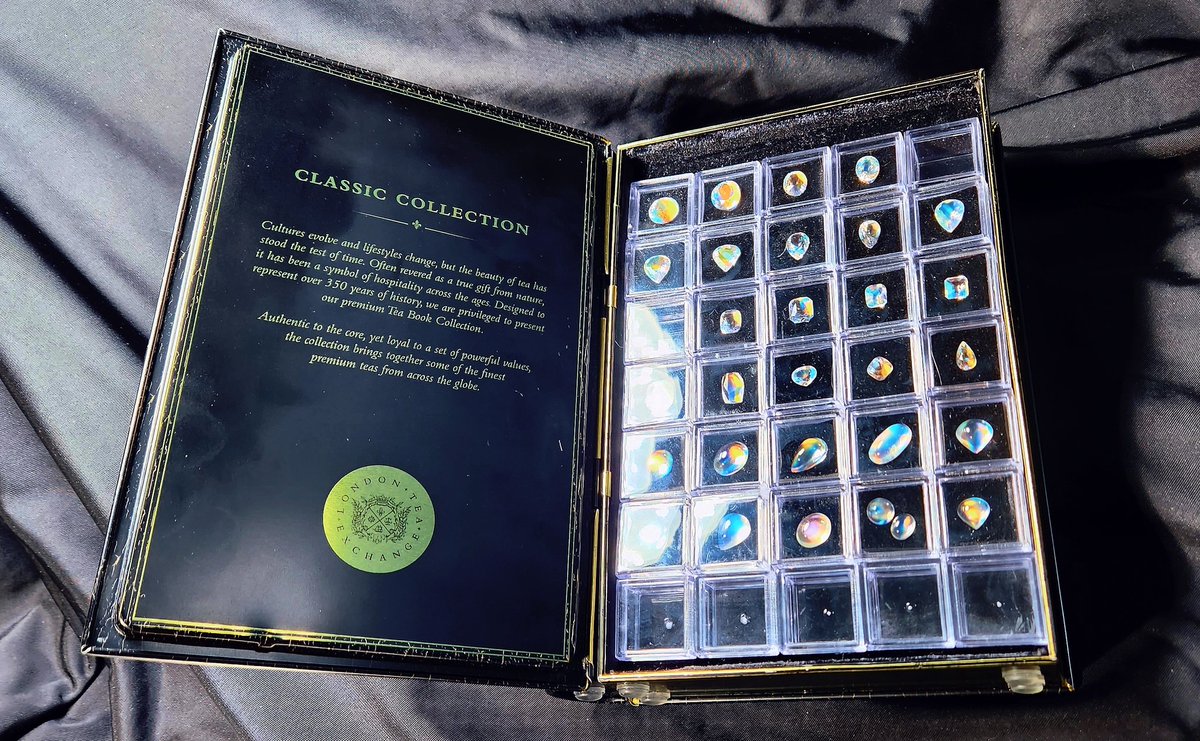 CLASSIC COLLECTION
Cultures evolve and lifestyles change, but the beauty of tea has
stood the test of time. Often revered as a true gift from nature,
it has been a symbol of hospitality across the ages. Designed to
represent over 350 years of history, we are privileged to present
our premium Tea Book Collection.
Authentic to the core, yet loyal to a set of powerful values,
the collection brings together some of the finest
premium teas from across the globe.
·LONDON·TEA·
EXCHANGE